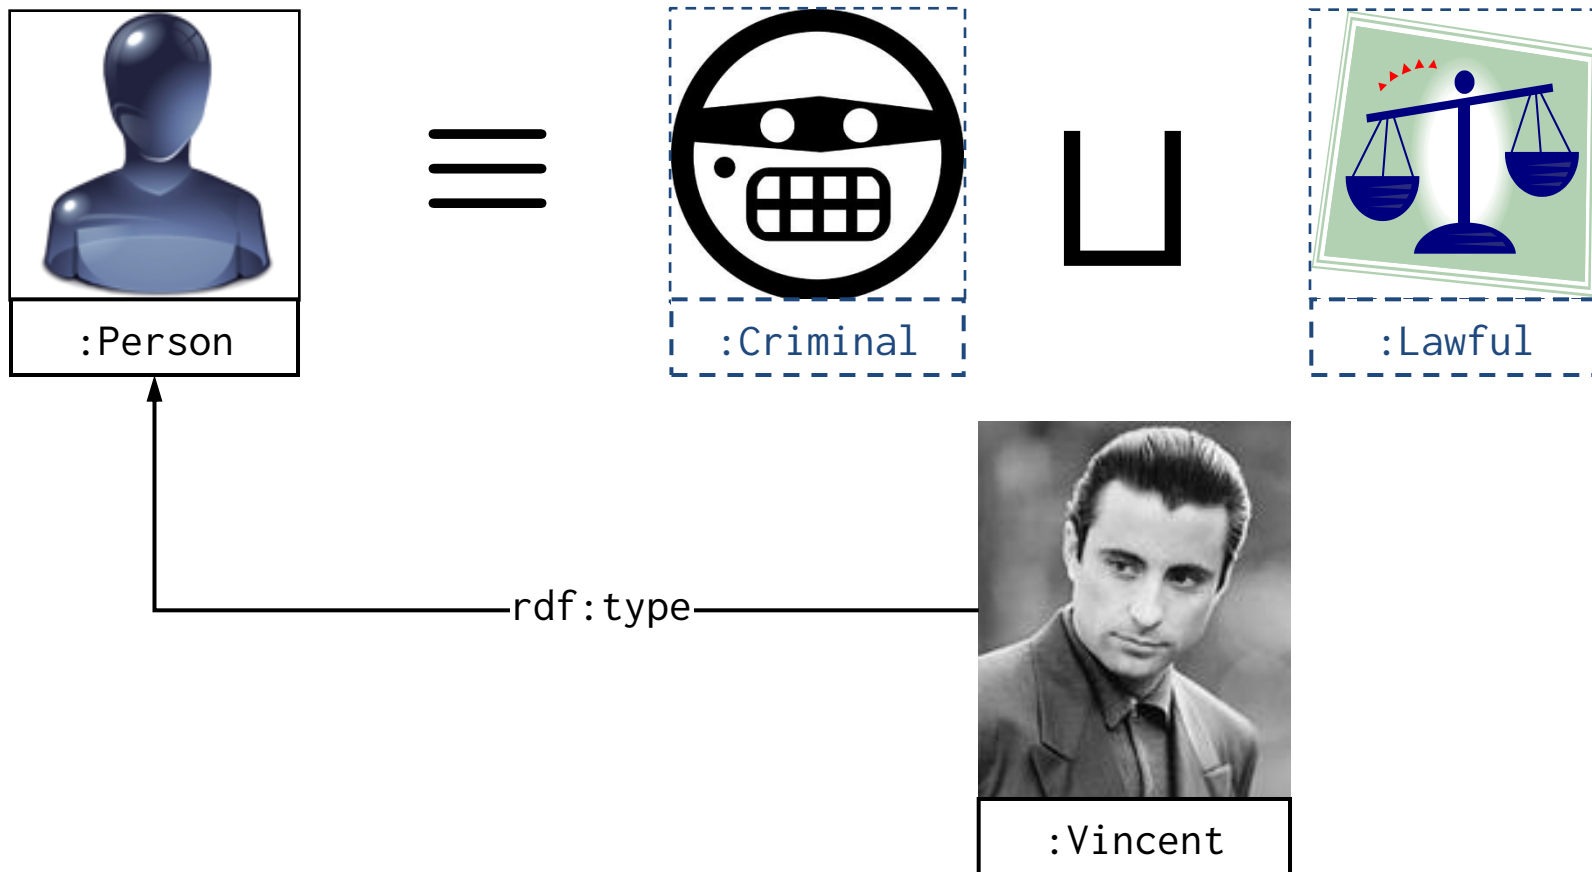 :Person
≡
:Criminal
⊔
:Lawful
rdf:type
:Vincent